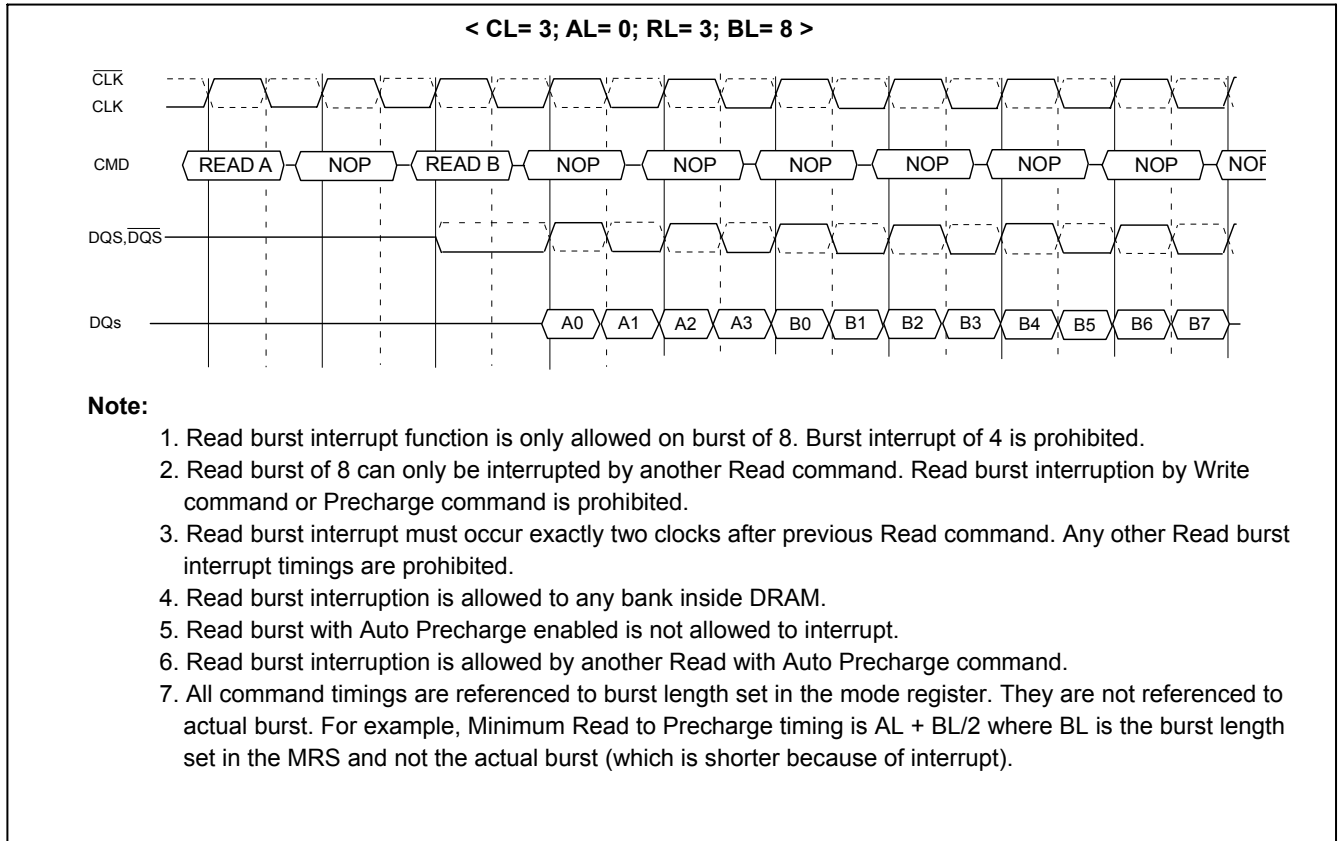 < CL= 3; AL= 0; RL= 3; BL= 8 >
CLK
CLK
CMD READ A NOP READ B NOP NOP NOP NOP NOP NOP NOP
DQS,DQS
DQs A0 A1 A2 A3 B0 B1 B2 B3 B4 B5 B6 B7
Note:
1. Read burst interrupt function is only allowed on burst of 8. Burst interrupt of 4 is prohibited.
2. Read burst of 8 can only be interrupted by another Read command. Read burst interruption by Write
command or Precharge command is prohibited.
3. Read burst interrupt must occur exactly two clocks after previous Read command. Any other Read burst
interrupt timings are prohibited.
4. Read burst interruption is allowed to any bank inside DRAM.
5. Read burst with Auto Precharge enabled is not allowed to interrupt.
6. Read burst interruption is allowed by another Read with Auto Precharge command.
7. All command timings are referenced to burst length set in the mode register. They are not referenced to
actual burst. For example, Minimum Read to Precharge timing is AL + BL/2 where BL is the burst length
set in the MRS and not the actual burst (which is shorter because of interrupt).